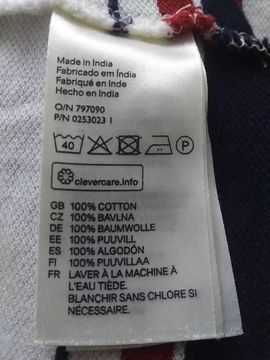 Made in India
Fabricado em Índia
Fabriqué en Inde
Hecho en India
O/N 797090
P/N 0253023 1
40 P
clevercare.info
GB 100% COTTON
CZ 100% BAVLNA
DE 100% BAUMWOLLE
EE 100% PUUVILL
ES 100% ALGODÓN
FI 100% PUUVILLAA
FR LAVER À LA MACHINE À
L'EAU TIÈDE.
BLANCHIR SANS CHLORE SI
NÉCESSAIRE.